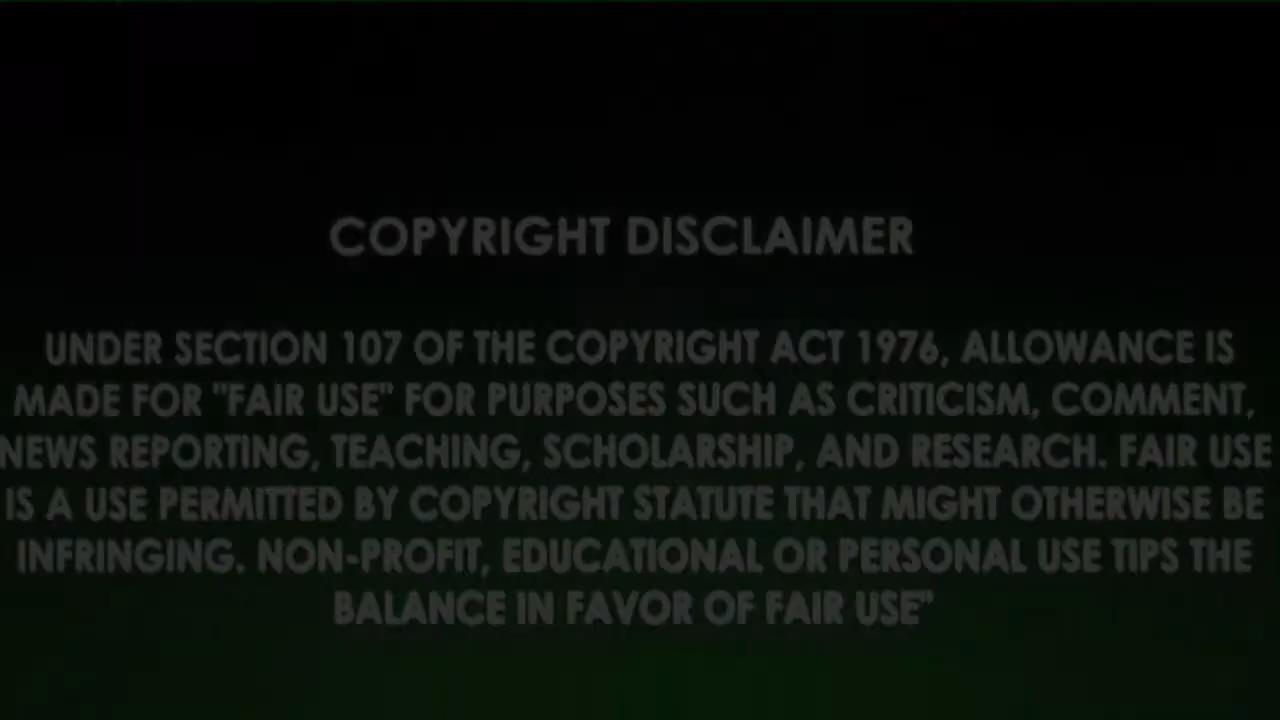 COPYRIGHT DISCLAIMER
UNDER SECTION 107 OF THE COPYRIGHT ACT 1976, ALLOWANCE IS
MADE FOR "FAIR USE" FOR PURPOSES SUCH AS CRITICISM, COMMENT,
NEWS REPORTING, TEACHING, SCHOLARSHIP, AND RESEARCH. FAIR USE
IS A USE PERMITTED BY COPYRIGHT STATUTE THAT MIGHT OTHERWISE BE
INFRINGING. NON-PROFIT, EDUCATIONAL OR PERSONAL USE TIPS THE
BALANCE IN FAVOR OF FAIR USE"